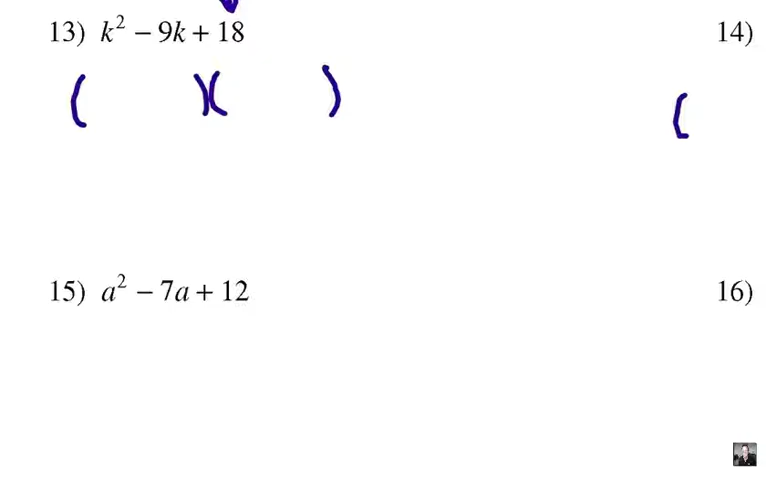 13) k² − 9k + 18
14)
( )( )
(
15) a² − 7a + 12
16)